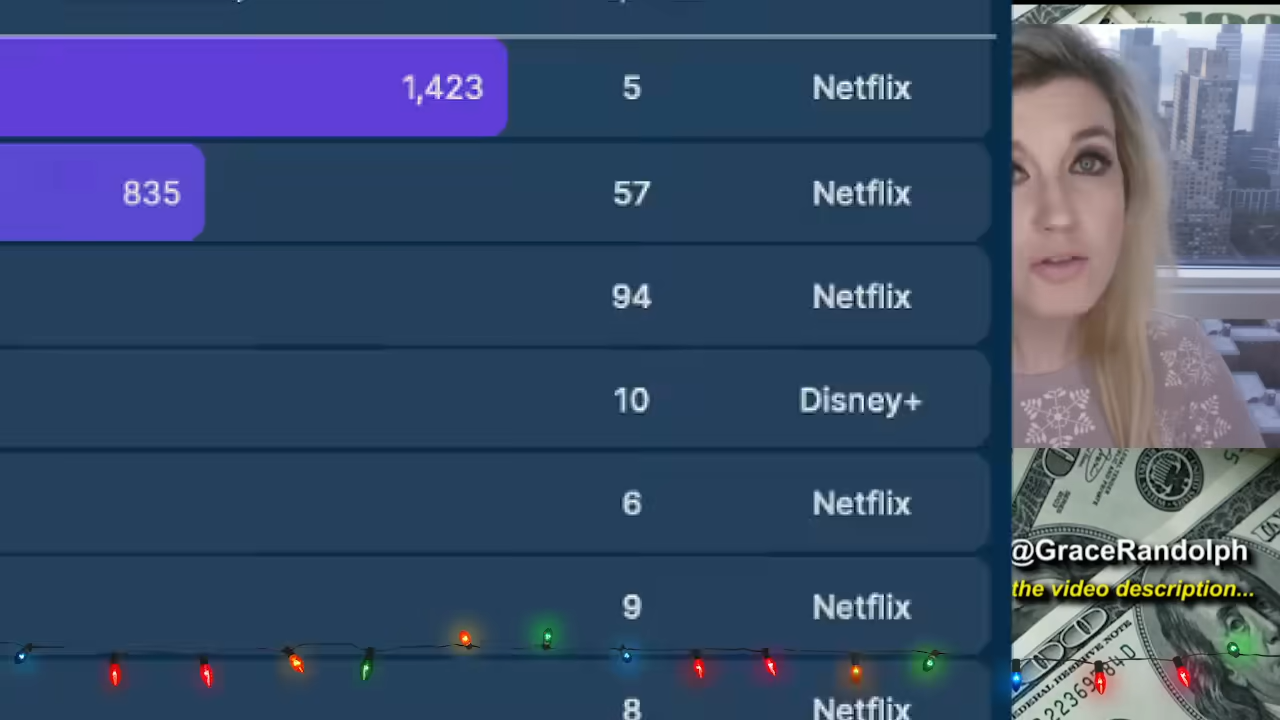 1,423 5 Netflix
835 57 Netflix
94 Netflix
10 Disney+
6 Netflix
9 Netflix
8 Netflix
@GraceRandolph
the video description...